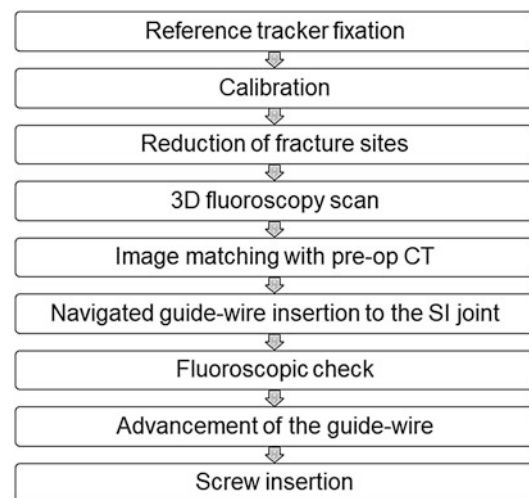 Reference tracker fixation
Calibration
Reduction of fracture sites
3D fluoroscopy scan
Image matching with pre-op CT
Navigated guide-wire insertion to the SI joint
Fluoroscopic check
Advancement of the guide-wire
Screw insertion